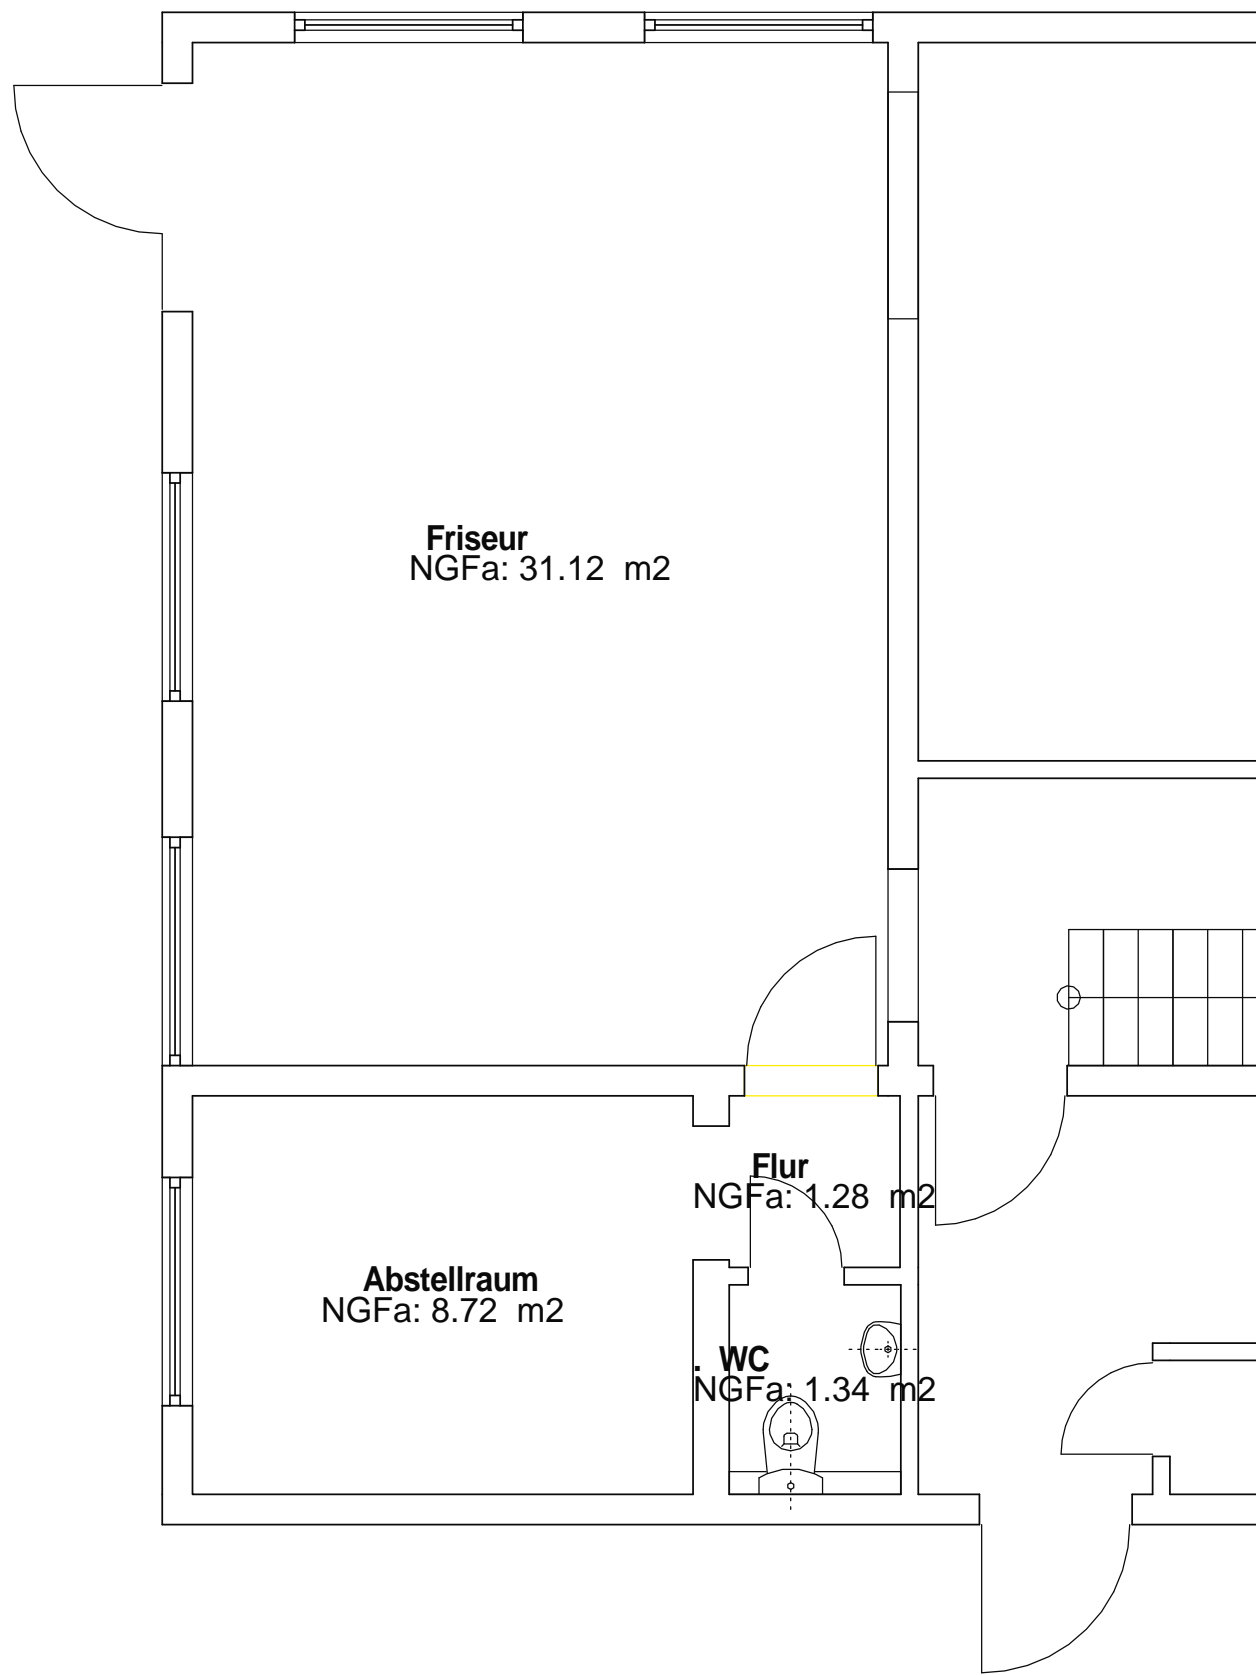 Friseur
NGFa: 31.12 m2
Flur
NGFa: 1.28 m2
Abstellraum
NGFa: 8.72 m2
. WC
NGFa: 1.34 m2